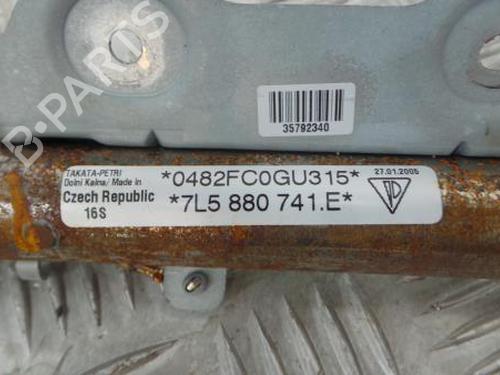 B-PARTS
35792340
TAKATA-PETRI
Dolni Kalna/ Made in
Czech Republic
16S
*0482FC0GU315*
*7L5 880 741.E*
27.01.2005